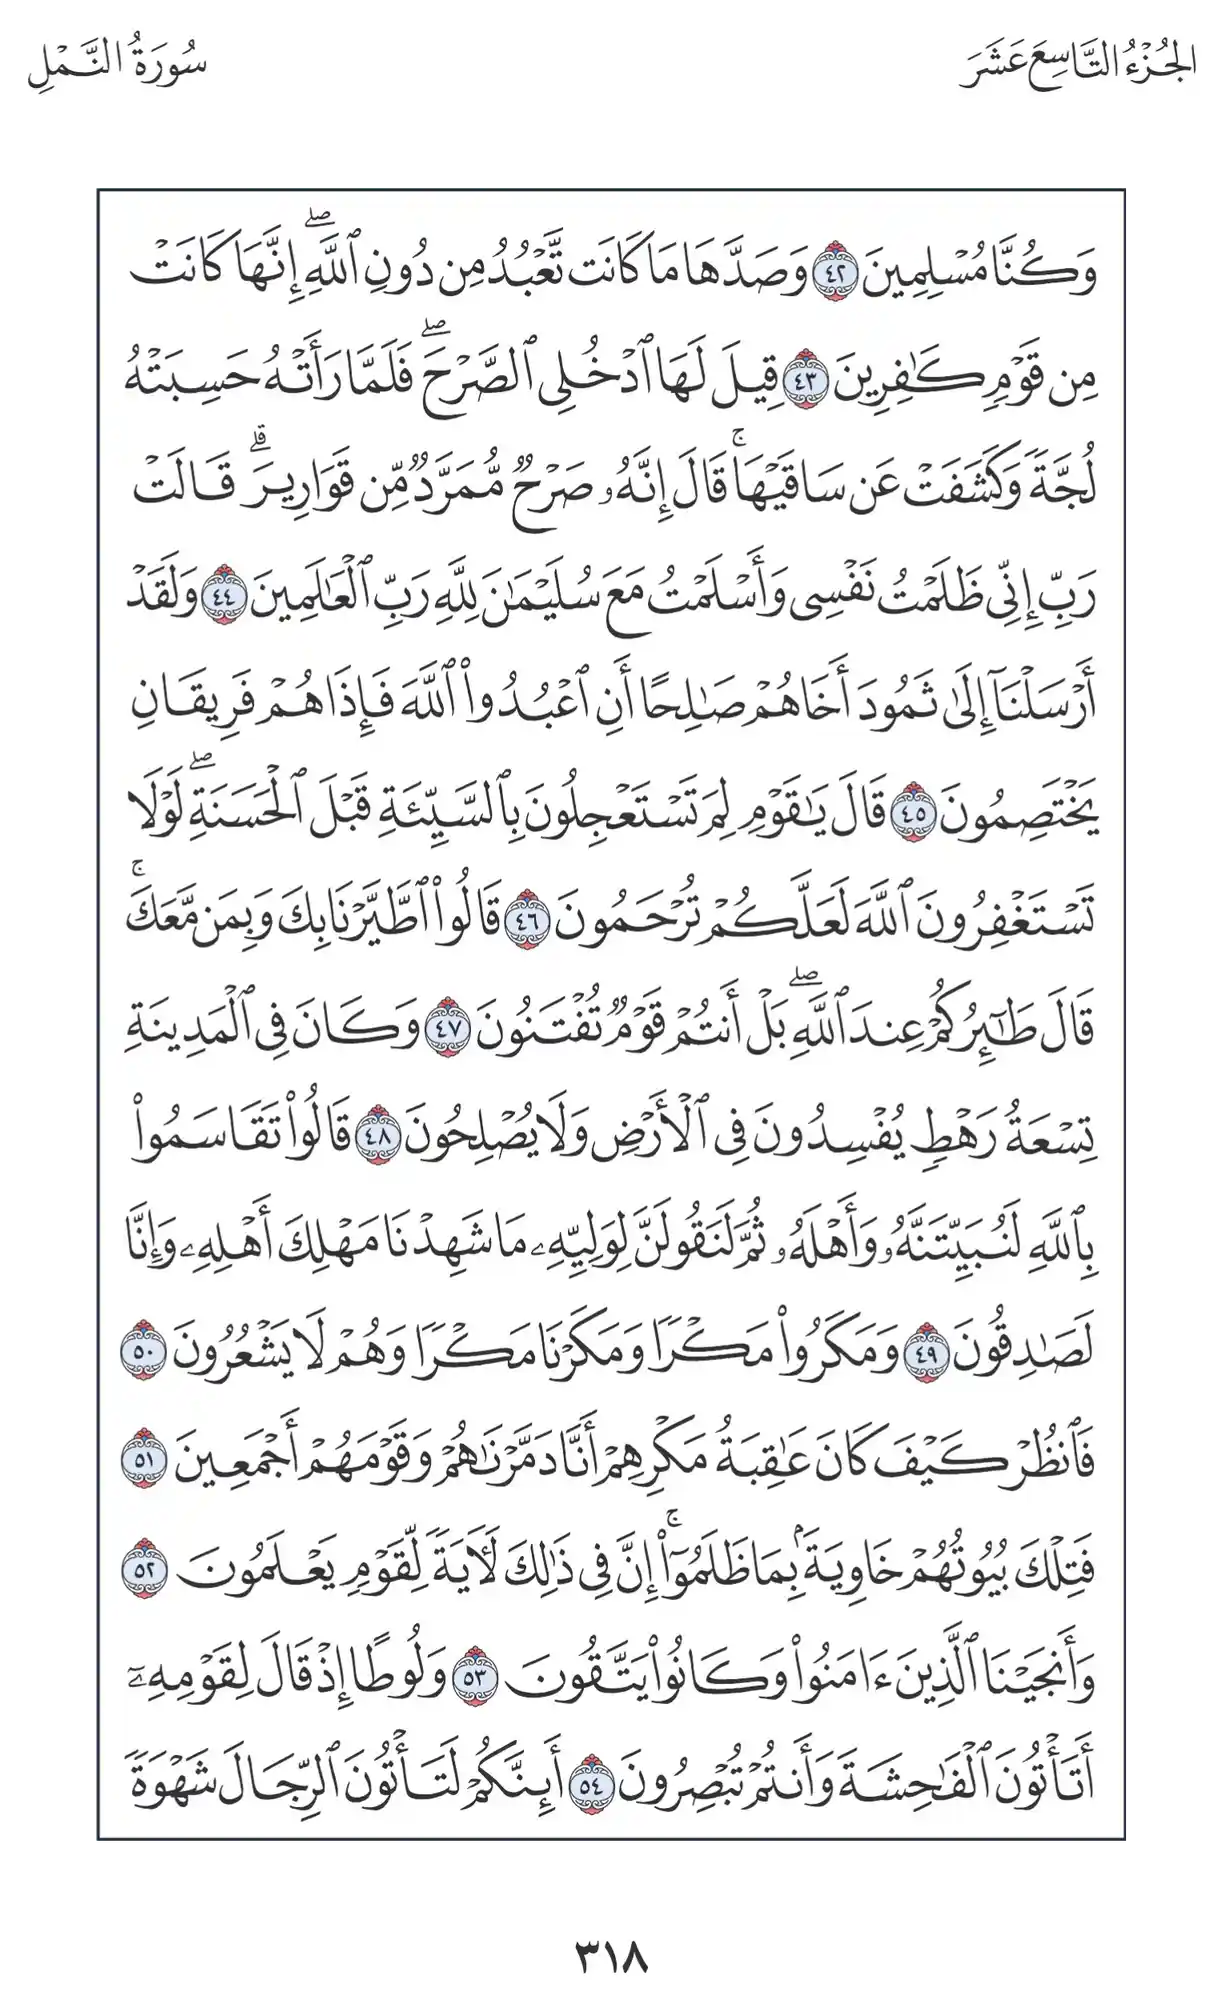 الجُزْءُ التَّاسِعَ عَشَرَ
سُورَةُ النَّمْلِ
وَكُنَّا مُسْلِمِينَ ٤٢ وَصَدَّهَا مَا كَانَت تَّعْبُدُ مِن دُونِ ٱللَّهِۖ إِنَّهَا كَانَتْ
مِن قَوْمٍ كَٰفِرِينَ ٤٣ قِيلَ لَهَا ٱدْخُلِى ٱلصَّرْحَۖ فَلَمَّا رَأَتْهُ حَسِبَتْهُ
لُجَّةً وَكَشَفَتْ عَن سَاقَيْهَاۚ قَالَ إِنَّهُۥ صَرْحٌ مُّمَرَّدٌ مِّن قَوَارِيرَۗ قَالَتْ
رَبِّ إِنِّى ظَلَمْتُ نَفْسِى وَأَسْلَمْتُ مَعَ سُلَيْمَٰنَ لِلَّهِ رَبِّ ٱلْعَٰلَمِينَ ٤٤ وَلَقَدْ
أَرْسَلْنَآ إِلَىٰ ثَمُودَ أَخَاهُمْ صَٰلِحًا أَنِ ٱعْبُدُوا۟ ٱللَّهَ فَإِذَا هُمْ فَرِيقَانِ
يَخْتَصِمُونَ ٤٥ قَالَ يَٰقَوْمِ لِمَ تَسْتَعْجِلُونَ بِٱلسَّيِّئَةِ قَبْلَ ٱلْحَسَنَةِۖ لَوْلَا
تَسْتَغْفِرُونَ ٱللَّهَ لَعَلَّكُمْ تُرْحَمُونَ ٤٦ قَالُوا۟ ٱطَّيَّرْنَا بِكَ وَبِمَن مَّعَكَۚ
قَالَ طَٰٓئِرُكُمْ عِندَ ٱللَّهِۖ بَلْ أَنتُمْ قَوْمٌ تُفْتَنُونَ ٤٧ وَكَانَ فِى ٱلْمَدِينَةِ
تِسْعَةُ رَهْطٍ يُفْسِدُونَ فِى ٱلْأَرْضِ وَلَا يُصْلِحُونَ ٤٨ قَالُوا۟ تَقَاسَمُوا۟
بِٱللَّهِ لَنُبَيِّتَنَّهُۥ وَأَهْلَهُۥ ثُمَّ لَنَقُولَنَّ لِوَلِيِّهِۦ مَا شَهِدْنَا مَهْلِكَ أَهْلِهِۦ وَإِنَّا
لَصَٰدِقُونَ ٤٩ وَمَكَرُوا۟ مَكْرًا وَمَكَرْنَا مَكْرًا وَهُمْ لَا يَشْعُرُونَ ٥٠
فَٱنظُرْ كَيْفَ كَانَ عَٰقِبَةُ مَكْرِهِمْ أَنَّا دَمَّرْنَٰهُمْ وَقَوْمَهُمْ أَجْمَعِينَ ٥١
فَتِلْكَ بُيُوتُهُمْ خَاوِيَةًۢ بِمَا ظَلَمُوٓا۟ۚ إِنَّ فِى ذَٰلِكَ لَءَايَةً لِّقَوْمٍ يَعْلَمُونَ ٥٢
وَأَنجَيْنَا ٱلَّذِينَ ءَامَنُوا۟ وَكَانُوا۟ يَتَّقُونَ ٥٣ وَلُوطًا إِذْ قَالَ لِقَوْمِهِۦٓ
أَتَأْتُونَ ٱلْفَٰحِشَةَ وَأَنتُمْ تُبْصِرُونَ ٥٤ أَئِنَّكُمْ لَتَأْتُونَ ٱلرِّجَالَ شَهْوَةً
٣١٨